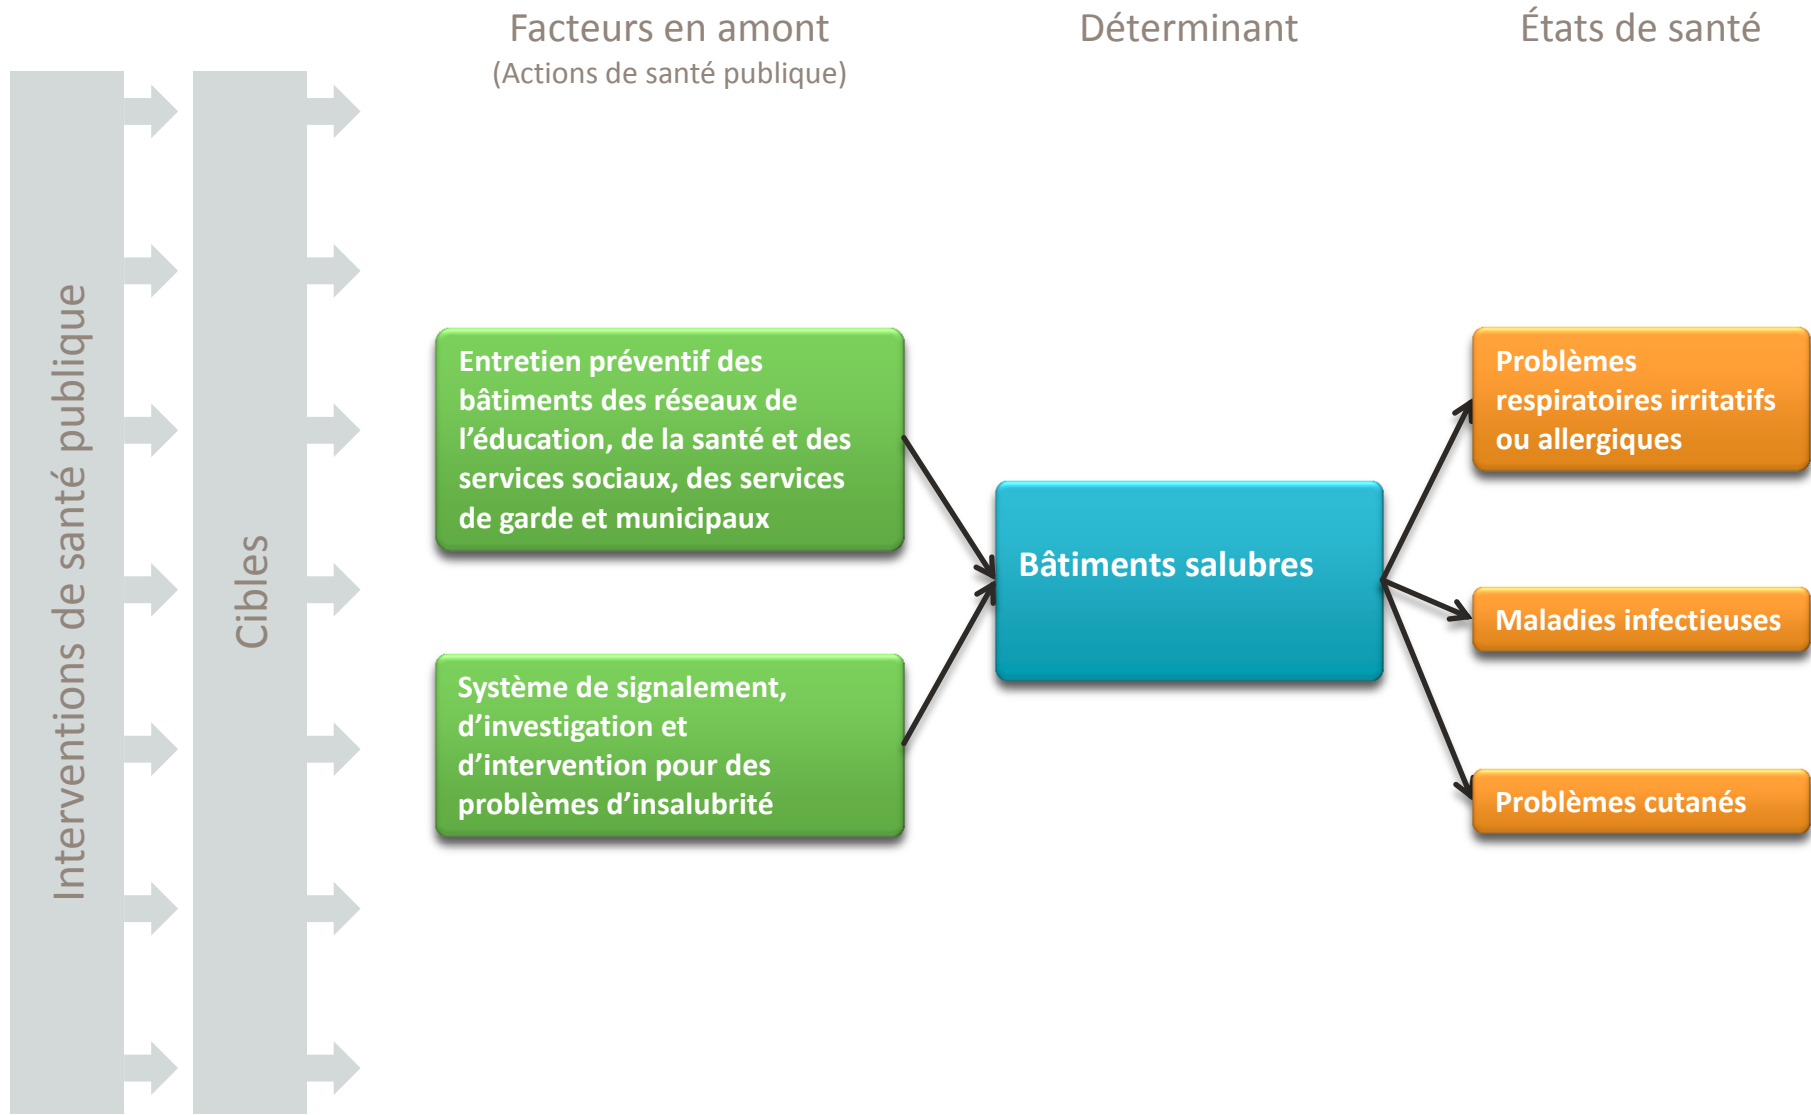 Facteurs en amont
(Actions de santé publique)
Déterminant
États de santé
Interventions de santé publique
Cibles
Entretien préventif des
bâtiments des réseaux de
l’éducation, de la santé et des
services sociaux, des services
de garde et municipaux
Système de signalement,
d’investigation et
d’intervention pour des
problèmes d’insalubrité
Bâtiments salubres
Problèmes
respiratoires irritatifs
ou allergiques
Maladies infectieuses
Problèmes cutanés